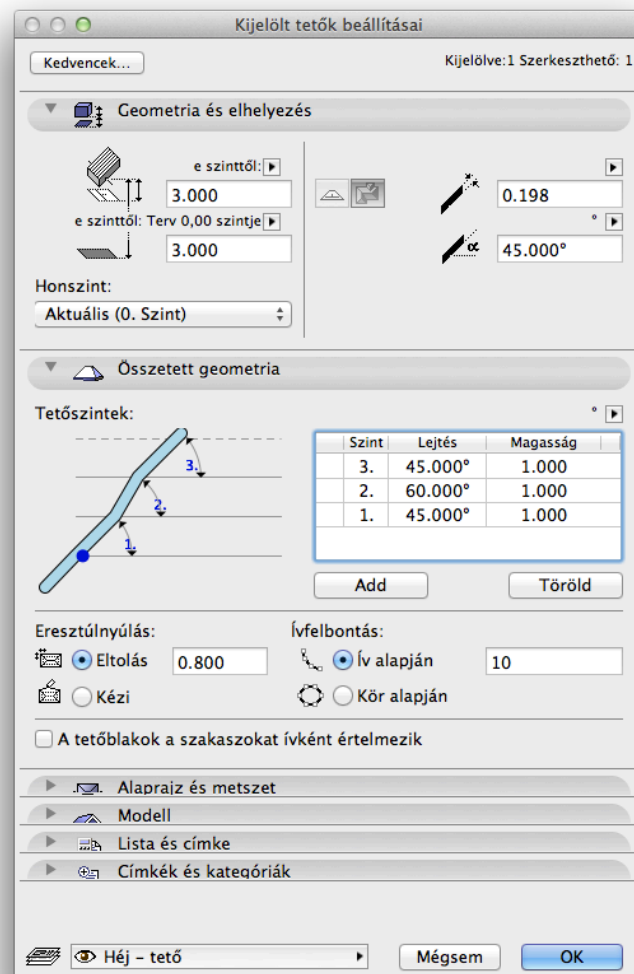 Kijelölt tetők beállításai
Kedvencek...
Kijelölve:1 Szerkeszthető: 1
Geometria és elhelyezés
e szinttől:
3.000
0.198
e szinttől: Terv 0,00 szintje
°
3.000
α
45.000°
Honszint:
Aktuális (0. Szint)
Összetett geometria
Tetőszintek:
°
Szint Lejtés Magasság
3. 45.000° 1.000
2. 60.000° 1.000
1. 45.000° 1.000
3.
2.
1.
Add
Töröld
Eresztúlnyúlás:
Ívfelbontás:
Eltolás 0.800
Ív alapján 10
Kézi
Kör alapján
A tetőblakok a szakaszokat ívként értelmezik
Alaprajz és metszet
Modell
Lista és címke
Címkék és kategóriák
Héj - tető
Mégsem
OK